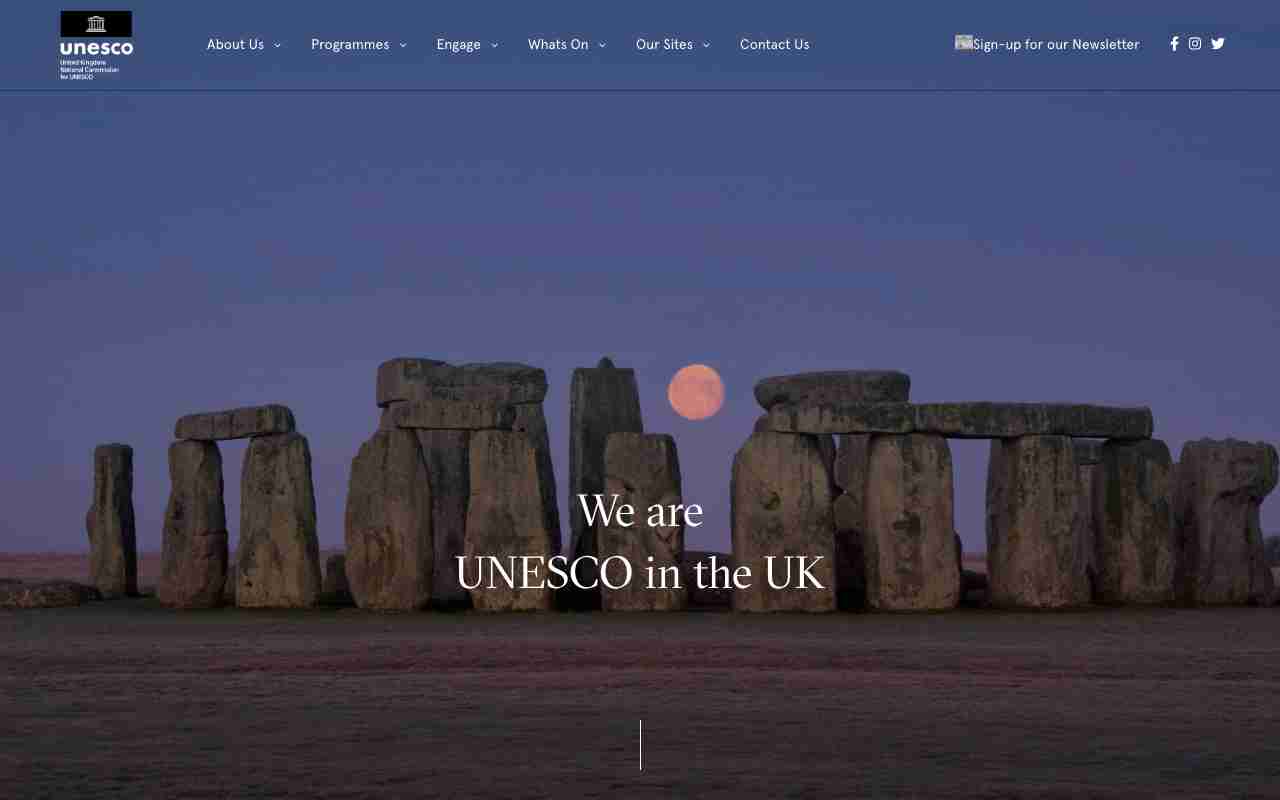 unesco
United Kingdom
National Commission
for UNESCO
About Us
Programmes
Engage
Whats On
Our Sites
Contact Us
Sign-up for our Newsletter
We are
UNESCO in the UK